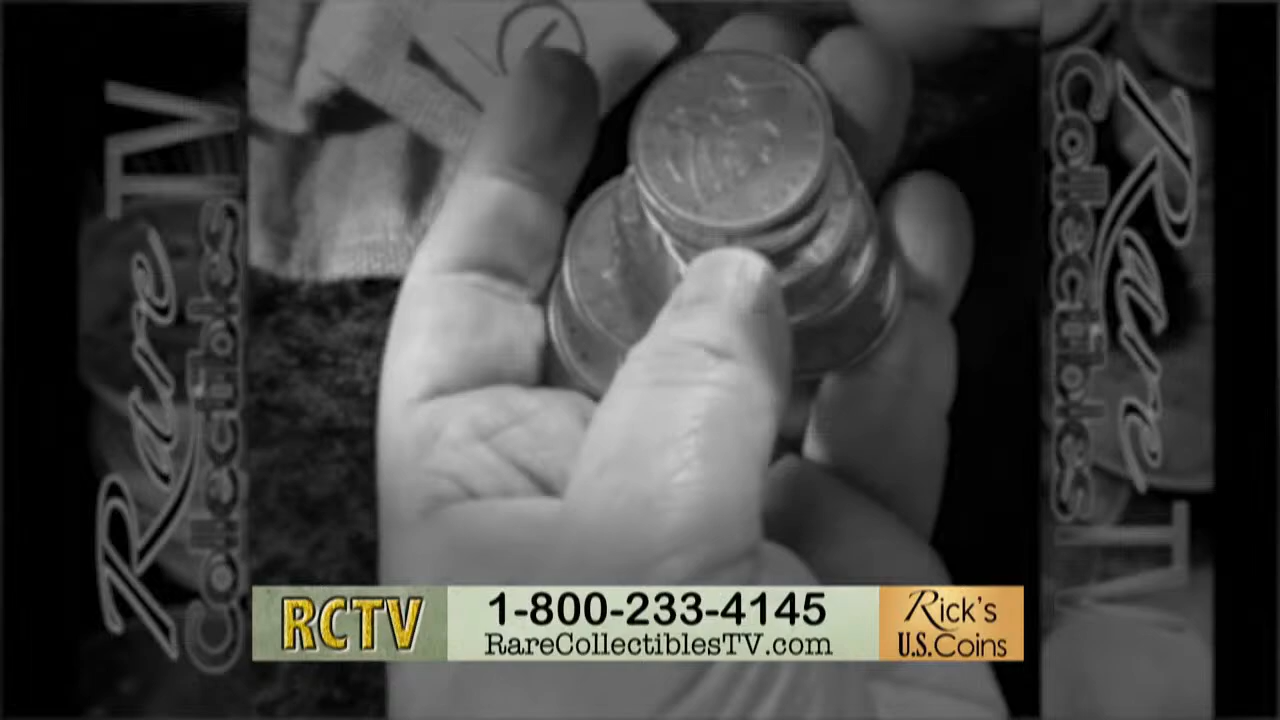 Rare
Collectibles
TV
RCTV
1-800-233-4145
RareCollectiblesTV.com
Rick's
U.S. Coins
Rare
Collectibles
TV